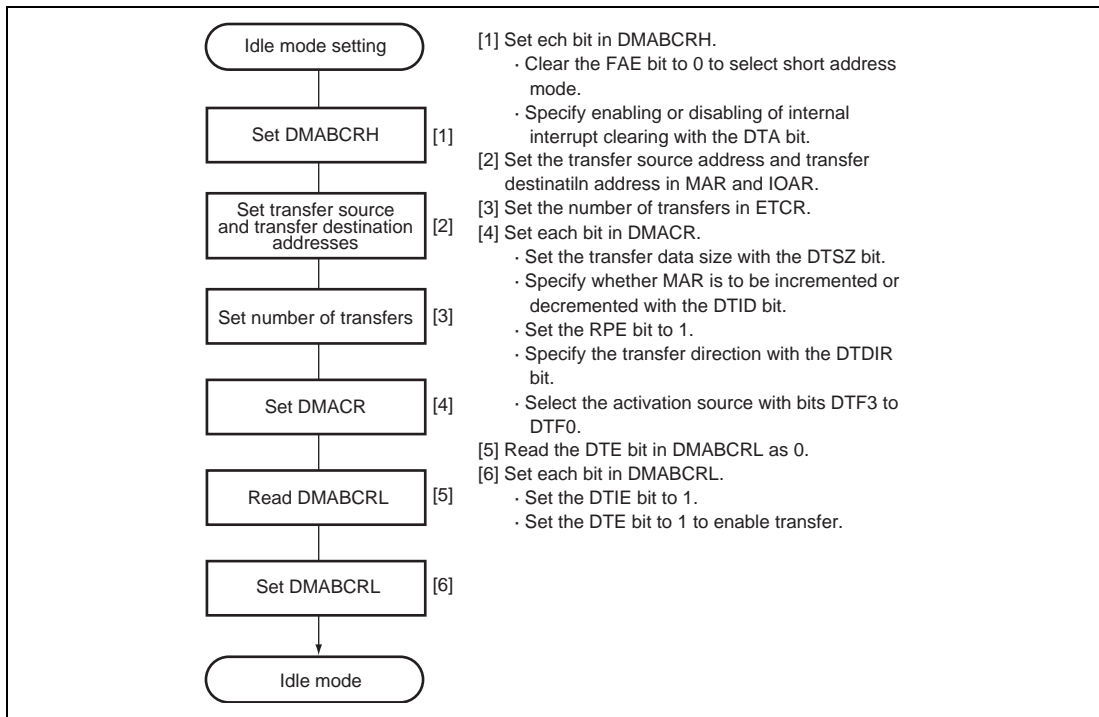 Idle mode setting
Set DMABCRH
[1]
Set transfer source
and transfer destination
addresses
[2]
Set number of transfers
[3]
Set DMACR
[4]
Read DMABCRL
[5]
Set DMABCRL
[6]
Idle mode
[1] Set ech bit in DMABCRH.
· Clear the FAE bit to 0 to select short address
mode.
· Specify enabling or disabling of internal
interrupt clearing with the DTA bit.
[2] Set the transfer source address and transfer
destinatiln address in MAR and IOAR.
[3] Set the number of transfers in ETCR.
[4] Set each bit in DMACR.
· Set the transfer data size with the DTSZ bit.
· Specify whether MAR is to be incremented or
decremented with the DTID bit.
· Set the RPE bit to 1.
· Specify the transfer direction with the DTDIR
bit.
· Select the activation source with bits DTF3 to
DTF0.
[5] Read the DTE bit in DMABCRL as 0.
[6] Set each bit in DMABCRL.
· Set the DTIE bit to 1.
· Set the DTE bit to 1 to enable transfer.